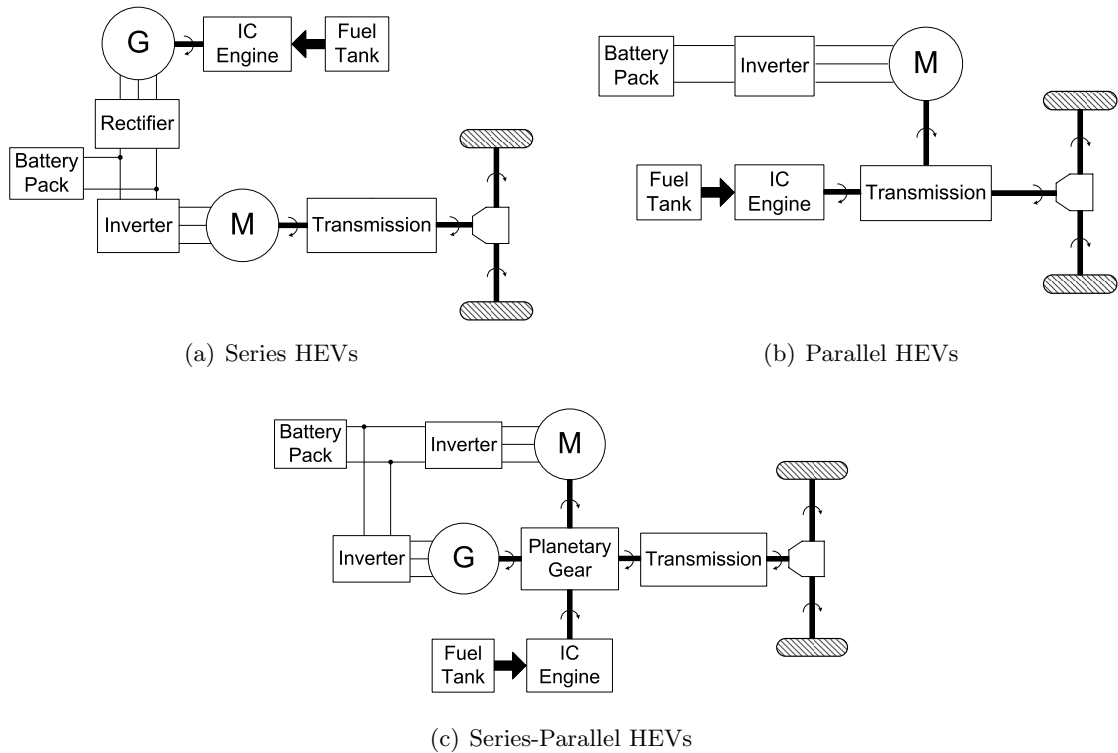 G
IC
Engine
Fuel
Tank
Rectifier
Battery
Pack
Inverter
M
Transmission
(a) Series HEVs
Battery
Pack
Inverter
M
Fuel
Tank
IC
Engine
Transmission
(b) Parallel HEVs
Battery
Pack
Inverter
M
Inverter
G
Planetary
Gear
Transmission
Fuel
Tank
IC
Engine
(c) Series-Parallel HEVs